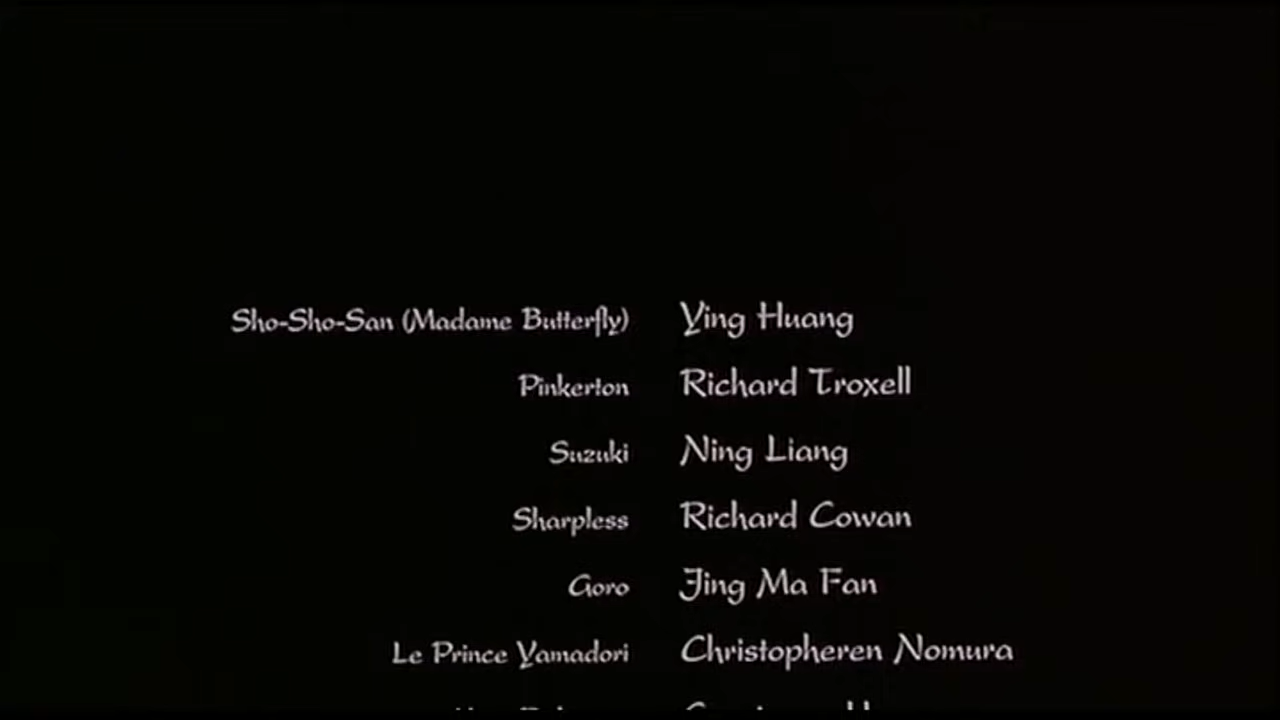 Sho-Sho-San (Madame Butterfly) Ying Huang
Pinkerton Richard Troxell
Suzuki Ning Liang
Sharpless Richard Cowan
Goro Jing Ma Fan
Le Prince Yamadori Christopheren Nomura